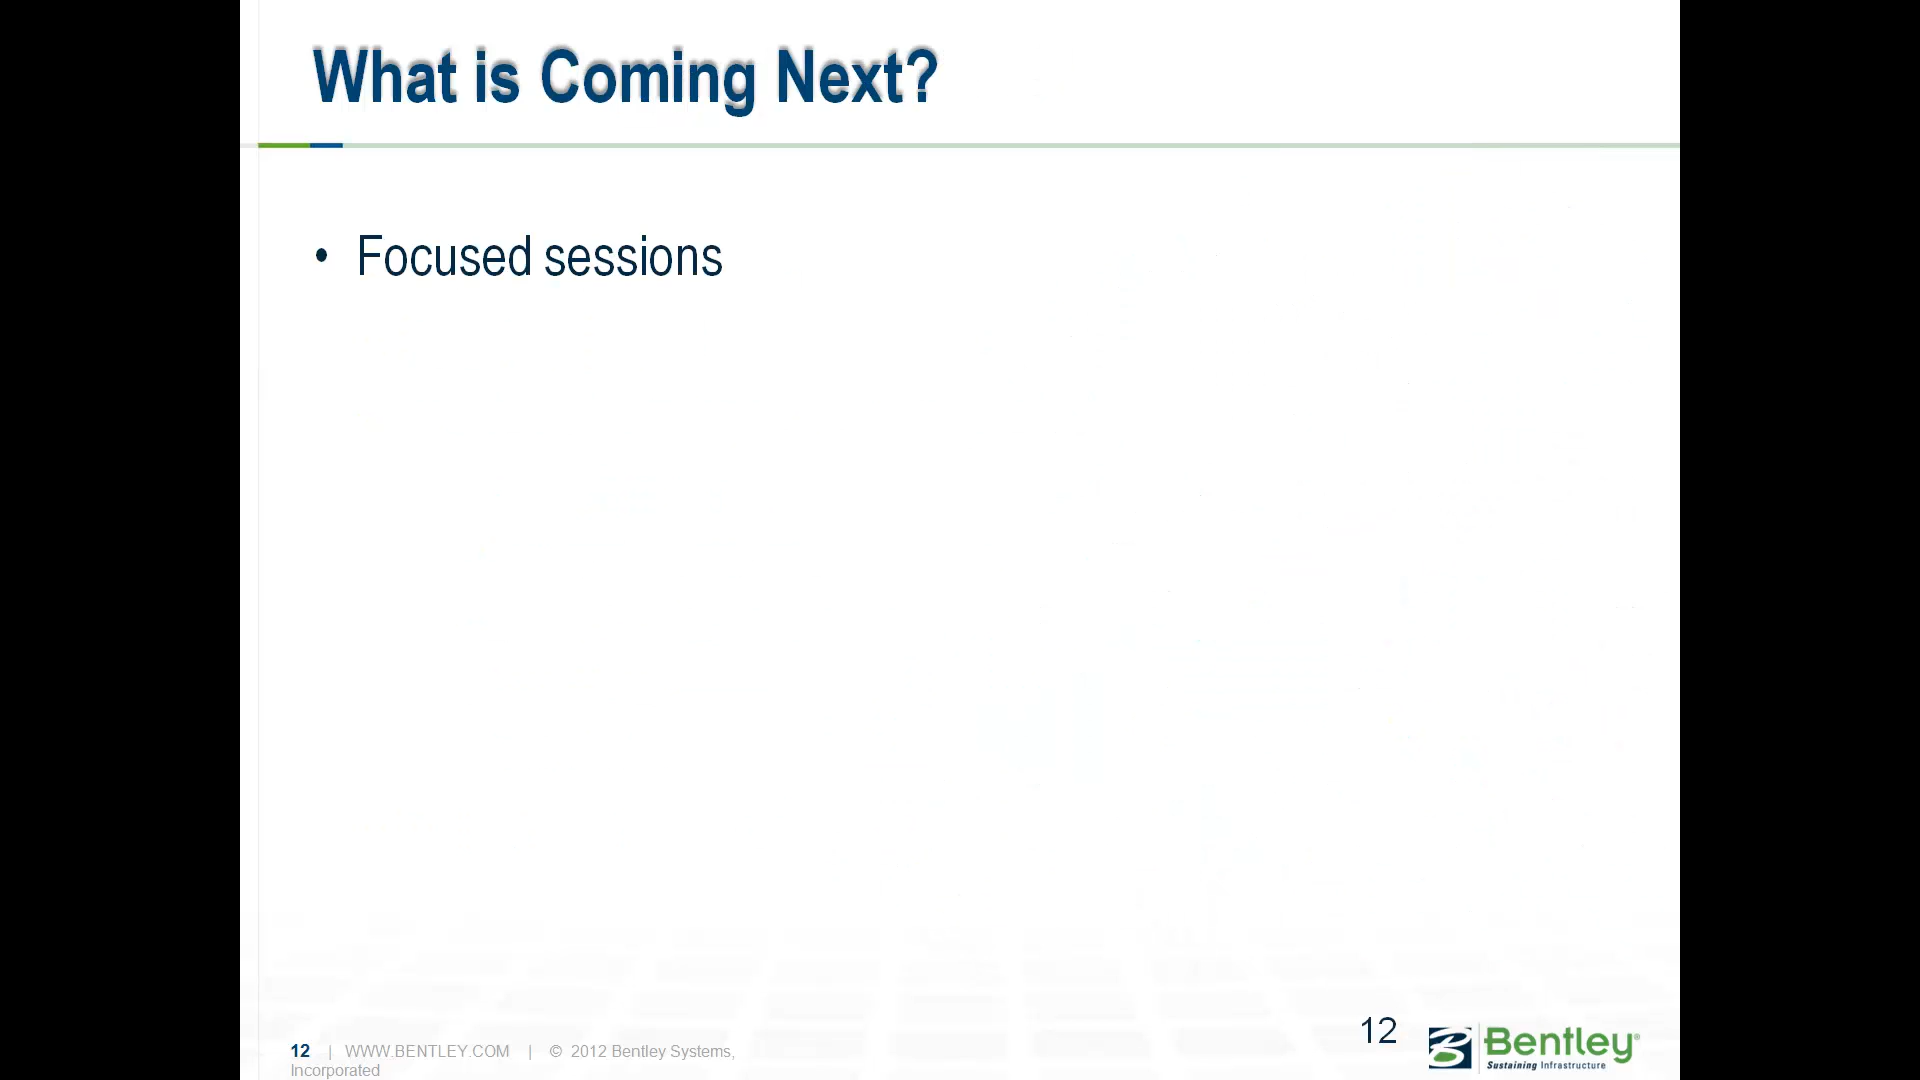 What is Coming Next?
• Focused sessions
12
12 | WWW.BENTLEY.COM | © 2012 Bentley Systems,
Incorporated
Bentley®
Sustaining Infrastructure